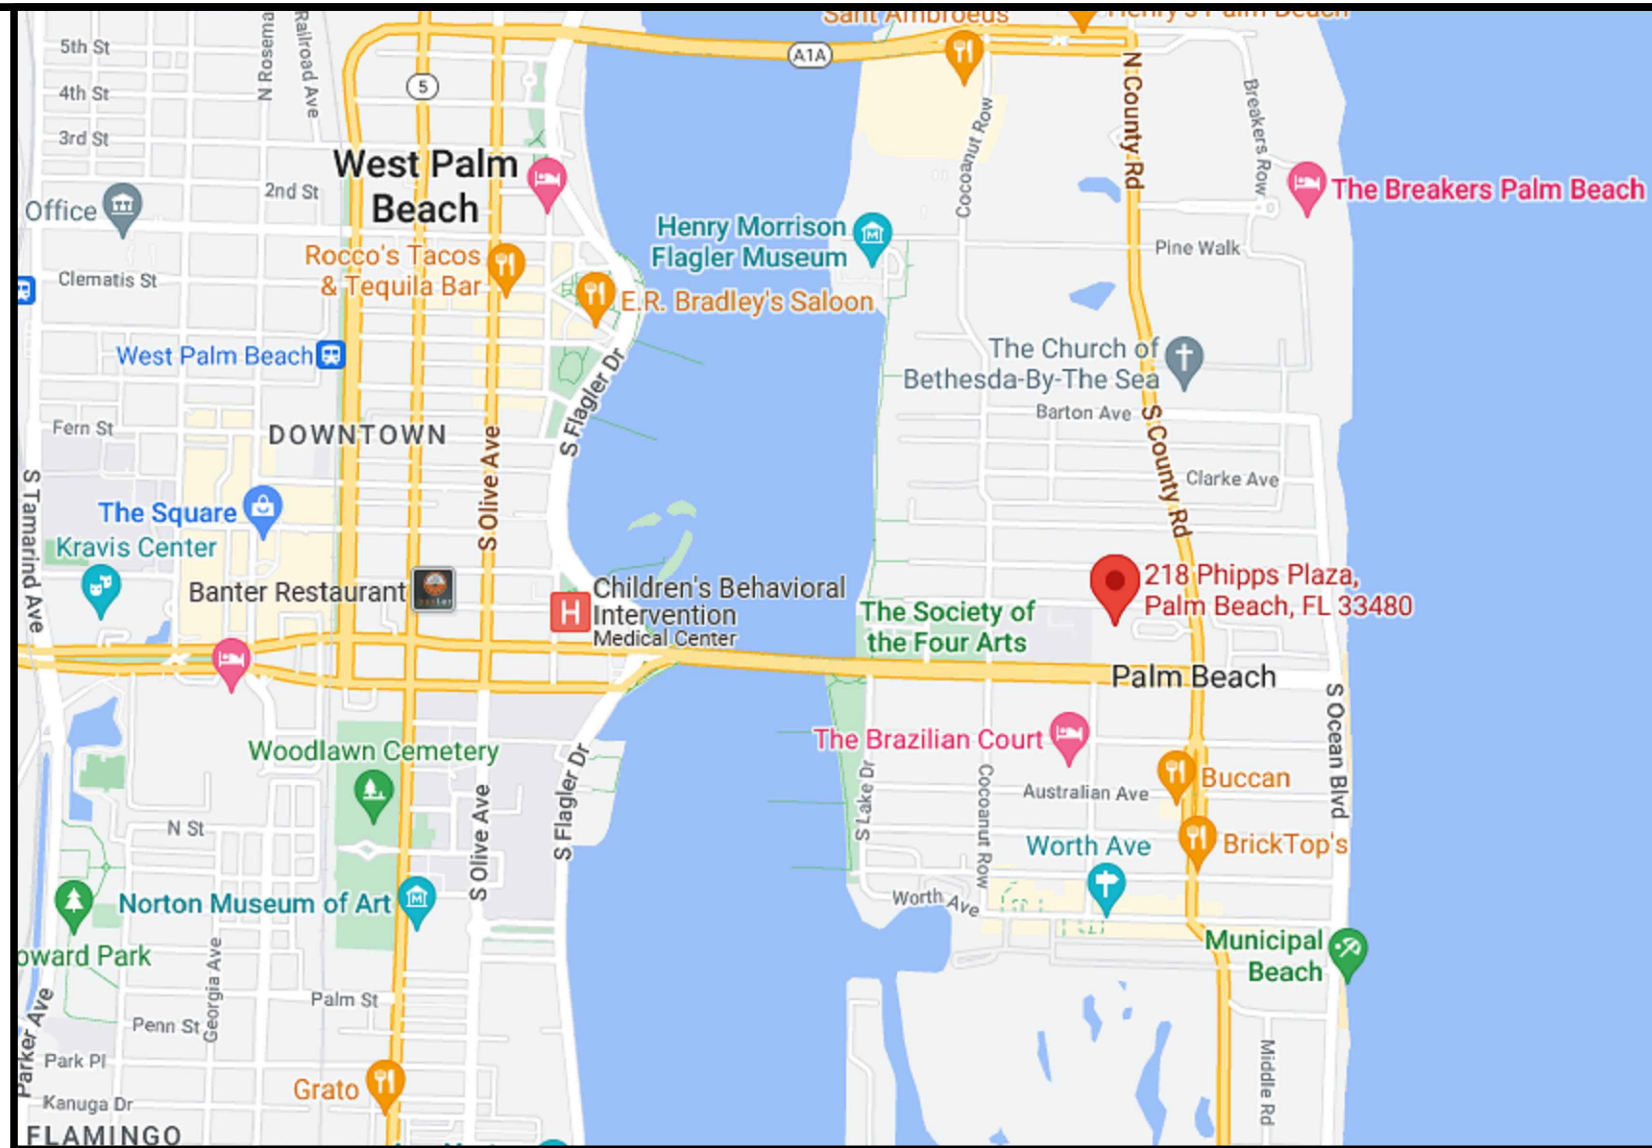 Sant Ambroeus
Henry's Palm Beach
5th St
N Rosema
Railroad Ave
A1A
5
4th St
3rd St
N County Rd
Cocoanut Row
Breakers Row
West Palm
Beach
2nd St
Office
The Breakers Palm Beach
Henry Morrison
Flagler Museum
Pine Walk
Rocco's Tacos
& Tequila Bar
Clematis St
E.R. Bradley's Saloon
West Palm Beach
S Flagler Dr
The Church of
Bethesda-By-The Sea
Barton Ave
S County Rd
Fern St
DOWNTOWN
S Olive Ave
Clarke Ave
S Tamarind Ave
The Square
Kravis Center
Banter Restaurant
H
Children's Behavioral
Intervention
Medical Center
The Society of
the Four Arts
218 Phipps Plaza,
Palm Beach, FL 33480
Palm Beach
S Ocean Blvd
The Brazilian Court
Woodlawn Cemetery
S Flagler Dr
S Lake Dr
Cocoanut Row
Buccan
Australian Ave
S Olive Ave
N St
Worth Ave
BrickTop's
Norton Museum of Art
Worth Ave
Municipal
Beach
oward Park
Georgia Ave
Palm St
Parker Ave
Penn St
Park Pl
Middle Rd
Grato
Kanuga Dr
FLAMINGO